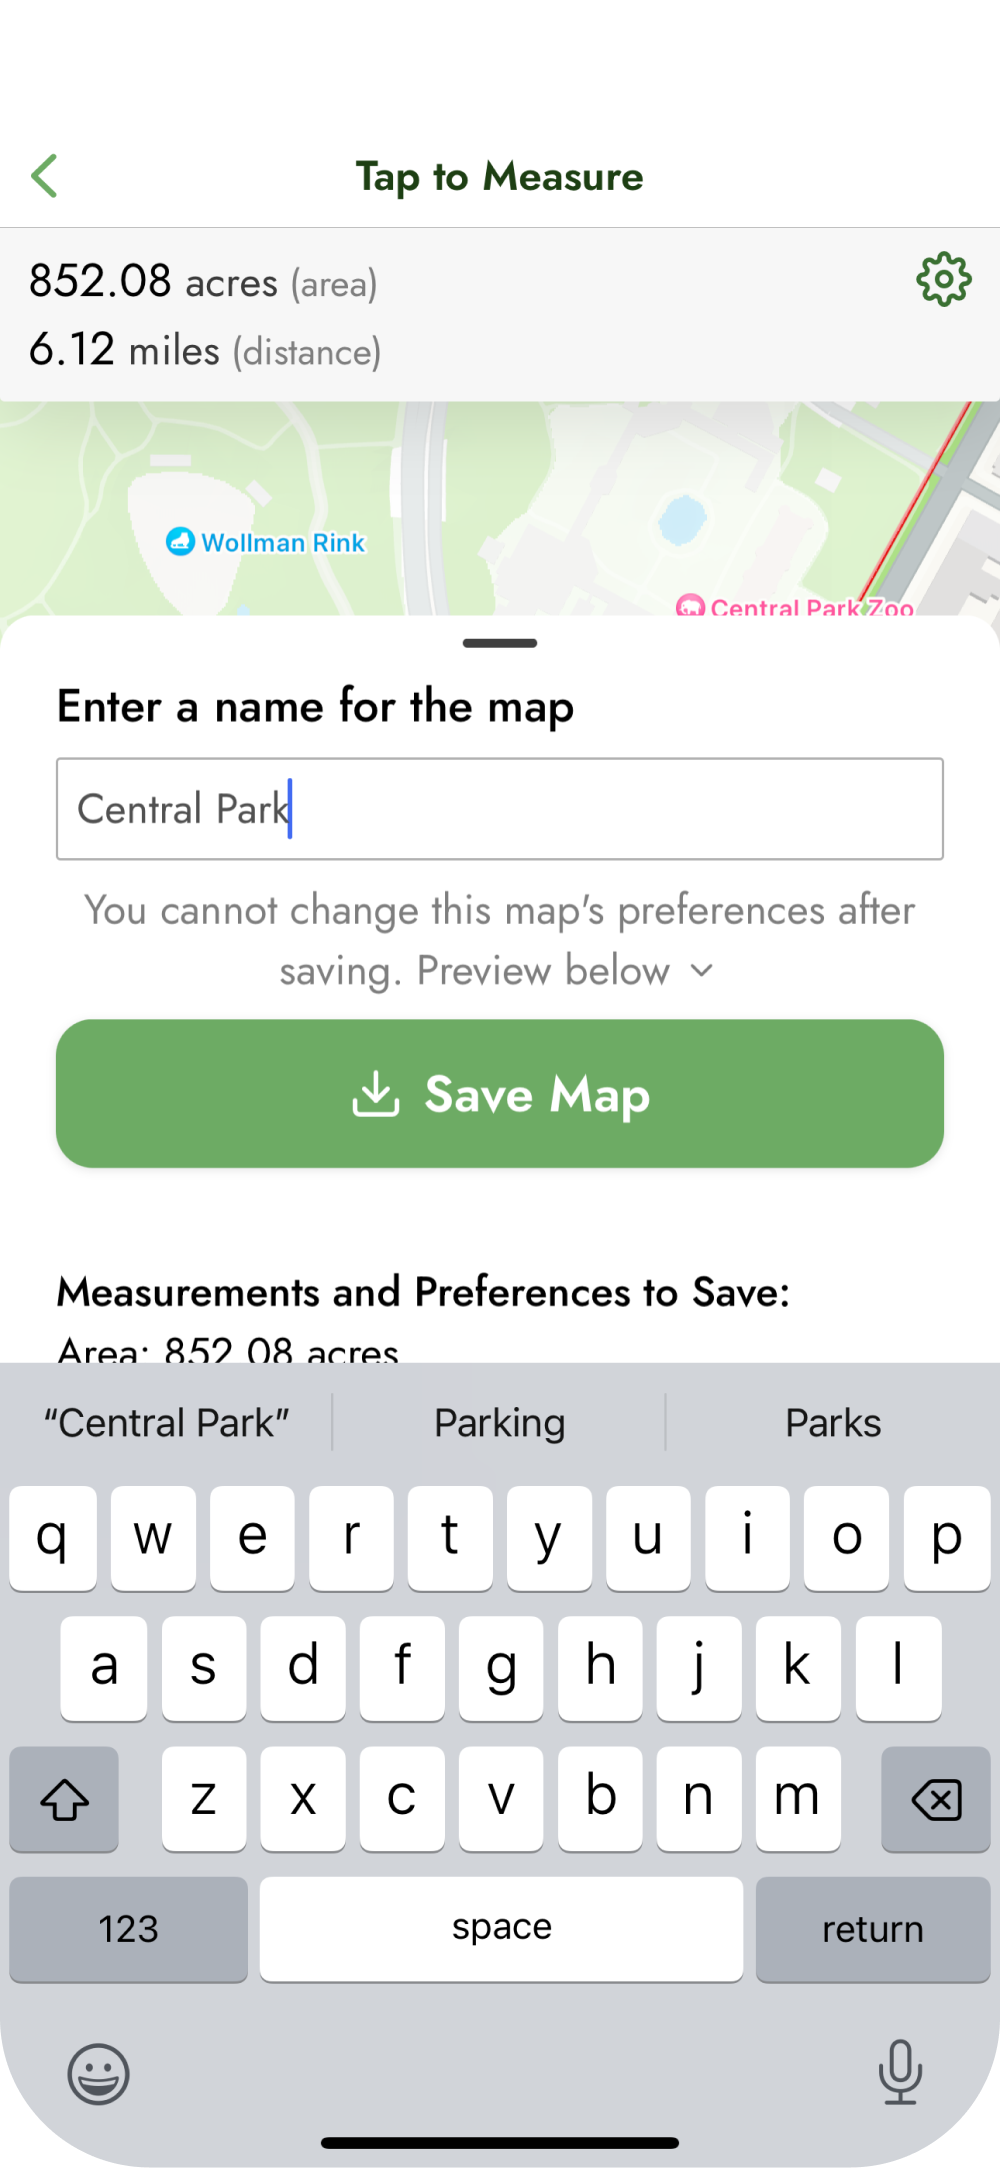 Tap to Measure
852.08 acres (area)
6.12 miles (distance)
Wollman Rink
Central Park Zoo
Enter a name for the map
Central Park
You cannot change this map's preferences after
saving. Preview below
Save Map
Measurements and Preferences to Save:
Area: 852.08 acres
“Central Park” Parking Parks
q w e r t y u i o p
a s d f g h j k l
z x c v b n m
123 space return